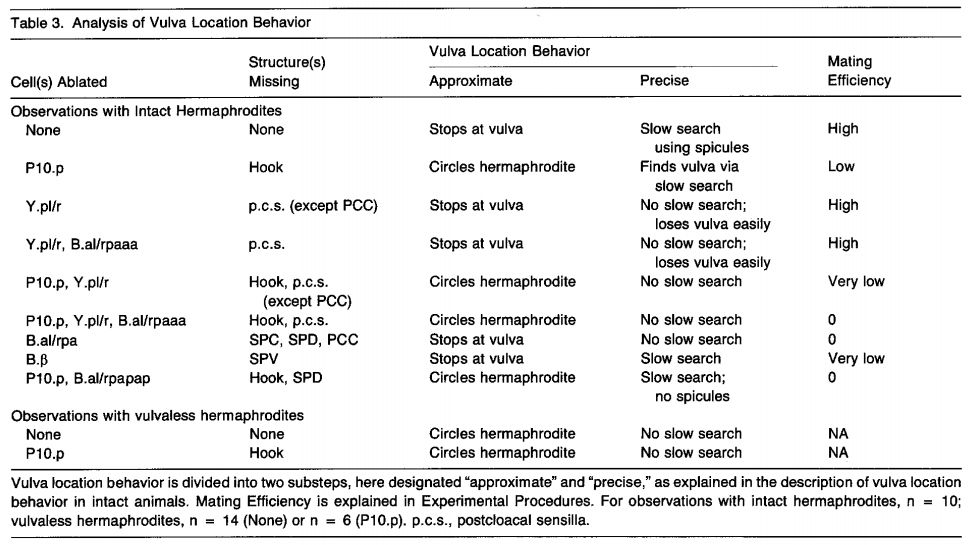 Table 3. Analysis of Vulva Location Behavior
Vulva Location Behavior
Structure(s) Mating
Cell(s) Ablated Missing Approximate Precise Efficiency
Observations with Intact Hermaphrodites
None None Stops at vulva Slow search High
using spicules
P10.p Hook Circles hermaphrodite Finds vulva via Low
slow search
Y.pl/r p.c.s. (except PCC) Stops at vulva No slow search; High
loses vulva easily
Y.pl/r, B.al/rpaaa p.c.s. Stops at vulva No slow search; High
loses vulva easily
P10.p, Y.pl/r Hook, p.c.s. Circles hermaphrodite No slow search Very low
(except PCC)
P10.p, Y.pl/r, B.al/rpaaa Hook, p.c.s. Circles hermaphrodite No slow search 0
B.al/rpa SPC, SPD, PCC Stops at vulva No slow search 0
B.β SPV Stops at vulva Slow search Very low
P10.p, B.al/rpapap Hook, SPD Circles hermaphrodite Slow search; 0
no spicules
Observations with vulvaless hermaphrodites
None None Circles hermaphrodite No slow search NA
P10.p Hook Circles hermaphrodite No slow search NA
Vulva location behavior is divided into two substeps, here designated “approximate” and “precise,” as explained in the description of vulva location
behavior in intact animals. Mating Efficiency is explained in Experimental Procedures. For observations with intact hermaphrodites, n = 10;
vulvaless hermaphrodites, n = 14 (None) or n = 6 (P10.p). p.c.s., postcloacal sensilla.